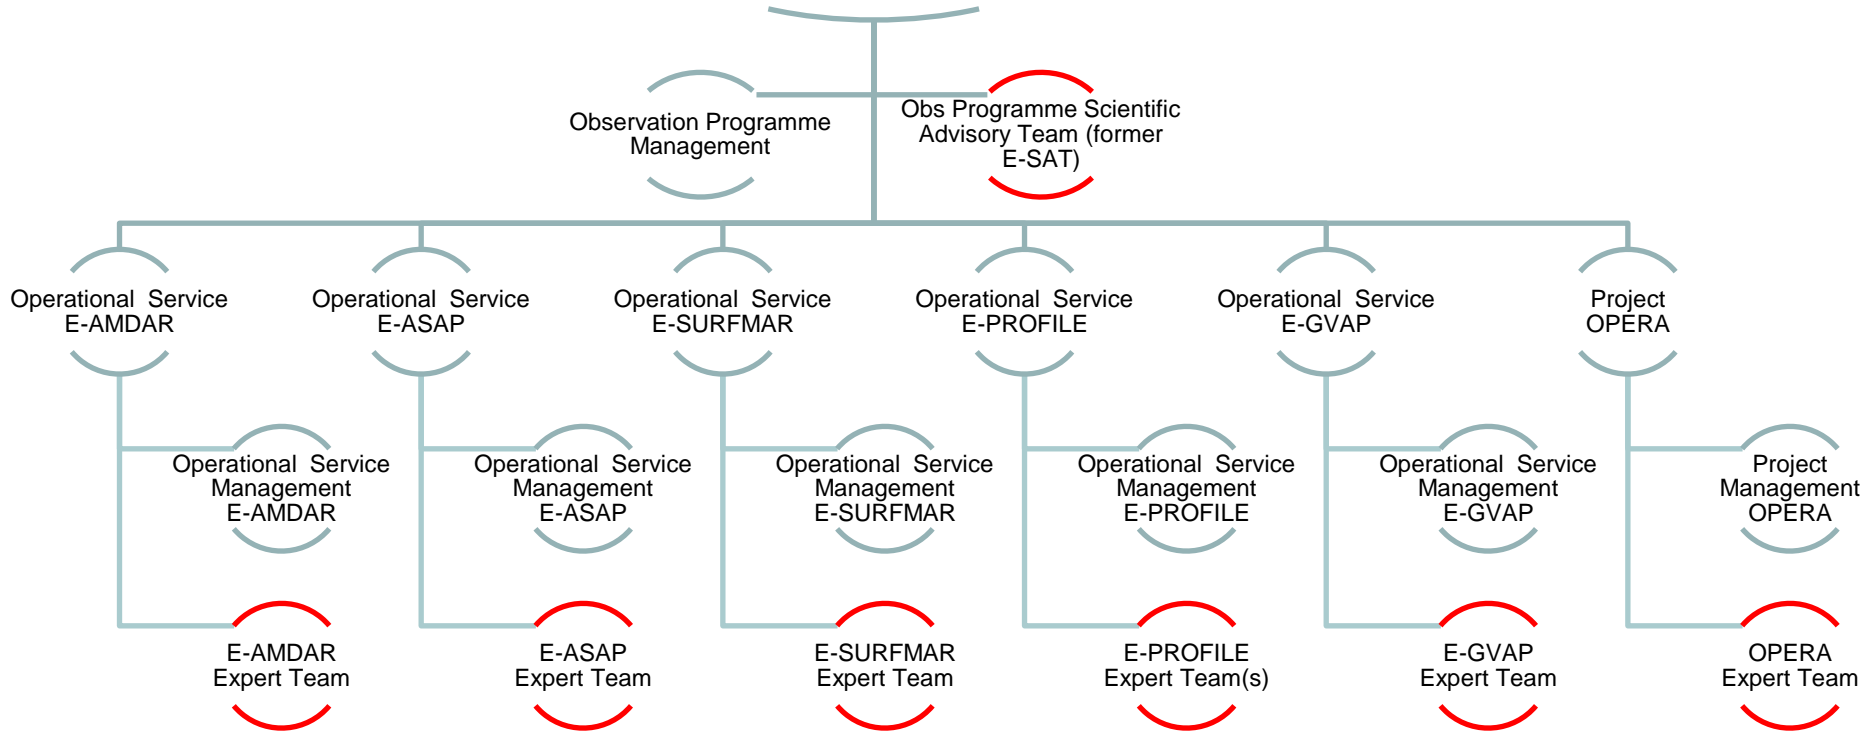 Observation Programme
Management
Obs Programme Scientific
Advisory Team (former
E-SAT)
Operational Service
E-AMDAR
Operational Service
E-ASAP
Operational Service
E-SURFMAR
Operational Service
E-PROFILE
Operational Service
E-GVAP
Project
OPERA
Operational Service
Management
E-AMDAR
Operational Service
Management
E-ASAP
Operational Service
Management
E-SURFMAR
Operational Service
Management
E-PROFILE
Operational Service
Management
E-GVAP
Project
Management
OPERA
E-AMDAR
Expert Team
E-ASAP
Expert Team
E-SURFMAR
Expert Team
E-PROFILE
Expert Team(s)
E-GVAP
Expert Team
OPERA
Expert Team